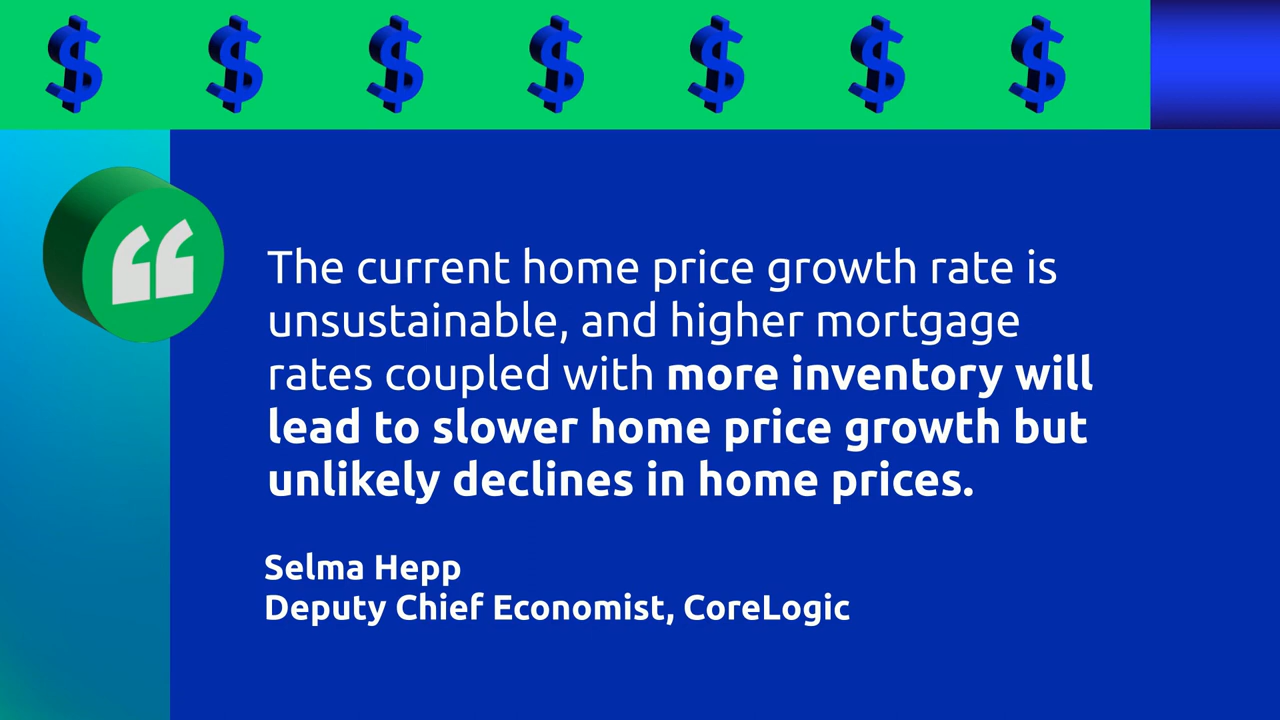 $ $ $ $ $ $ $
“
The current home price growth rate is
unsustainable, and higher mortgage
rates coupled with more inventory will
lead to slower home price growth but
unlikely declines in home prices.
Selma Hepp
Deputy Chief Economist, CoreLogic